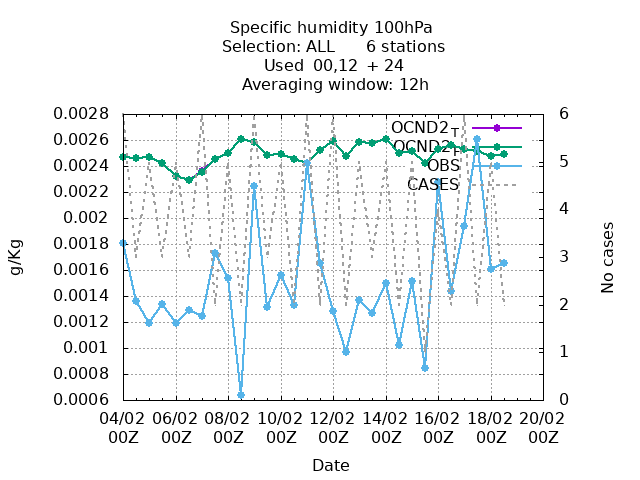 Specific humidity 100hPa
Selection: ALL 6 stations
Used 00,12 + 24
Averaging window: 12h
0.0028
0.0026
0.0024
0.0022
0.002
0.0018
0.0016
0.0014
0.0012
0.001
0.0008
0.0006
g/Kg
6
5
4
3
2
1
0
No cases
OCND2T
OCND2T
OBS
CASES
04/02 06/02 08/02 10/02 12/02 14/02 16/02 18/02 20/02
00Z 00Z 00Z 00Z 00Z 00Z 00Z 00Z 00Z
Date